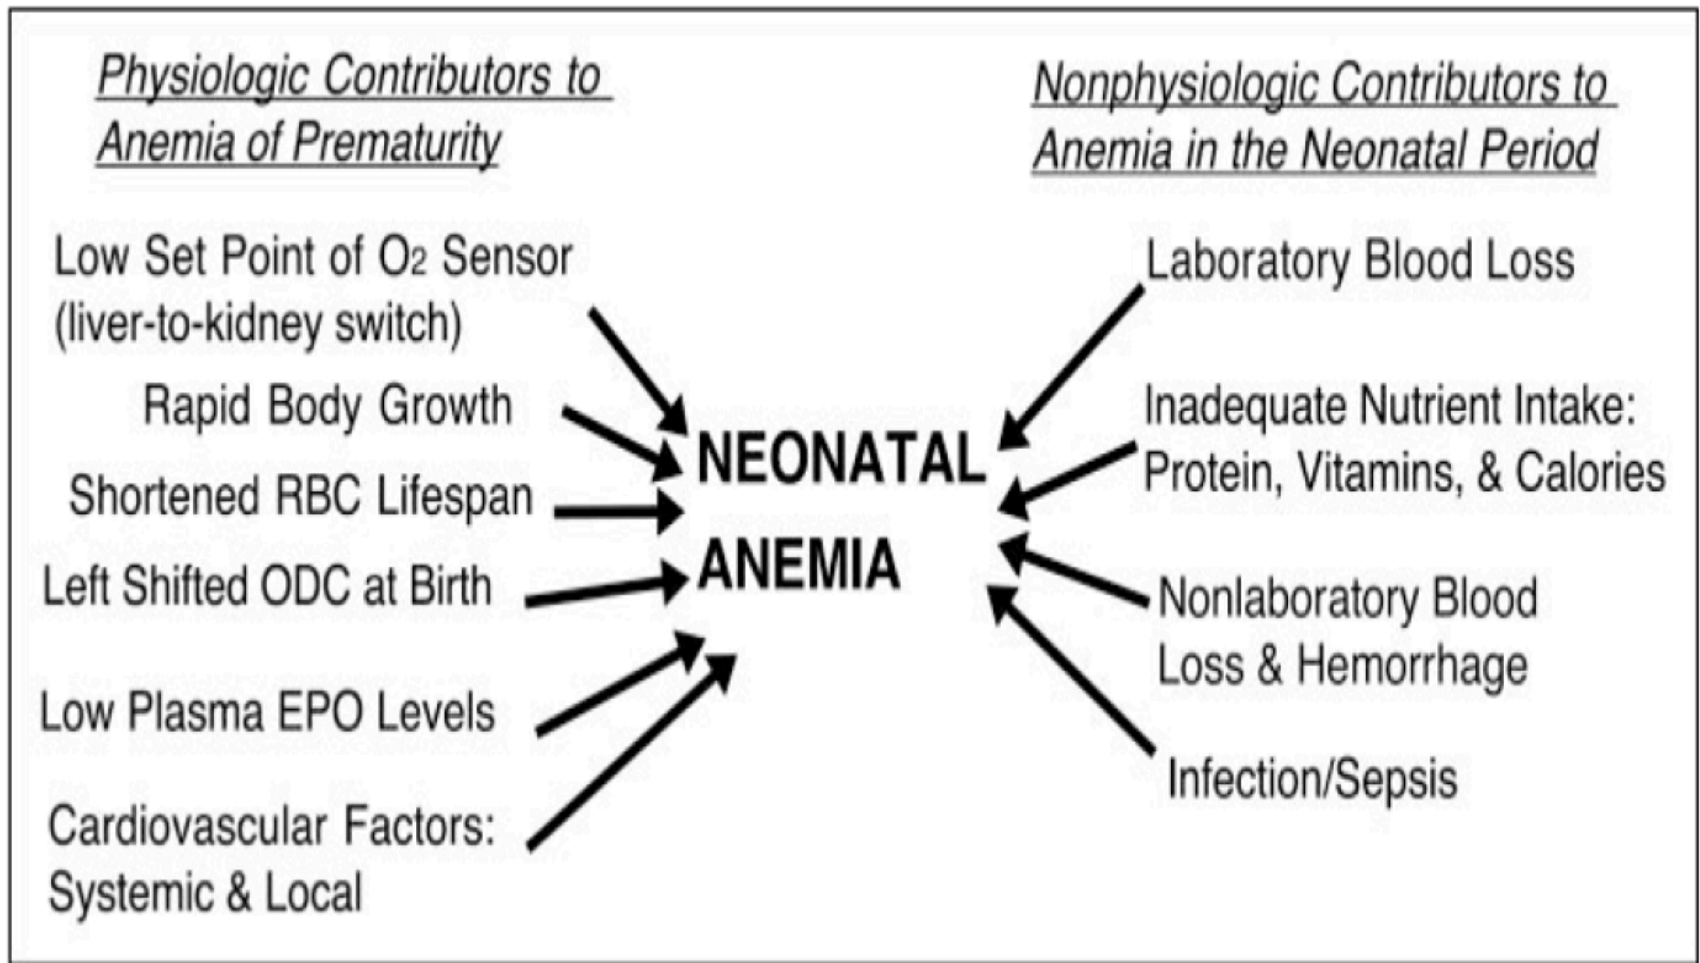 Physiologic Contributors to
Anemia of Prematurity
Low Set Point of O2 Sensor
(liver-to-kidney switch)
Rapid Body Growth
Shortened RBC Lifespan
Left Shifted ODC at Birth
Low Plasma EPO Levels
Cardiovascular Factors:
Systemic & Local
NEONATAL
ANEMIA
Nonphysiologic Contributors to
Anemia in the Neonatal Period
Laboratory Blood Loss
Inadequate Nutrient Intake:
Protein, Vitamins, & Calories
Nonlaboratory Blood
Loss & Hemorrhage
Infection/Sepsis